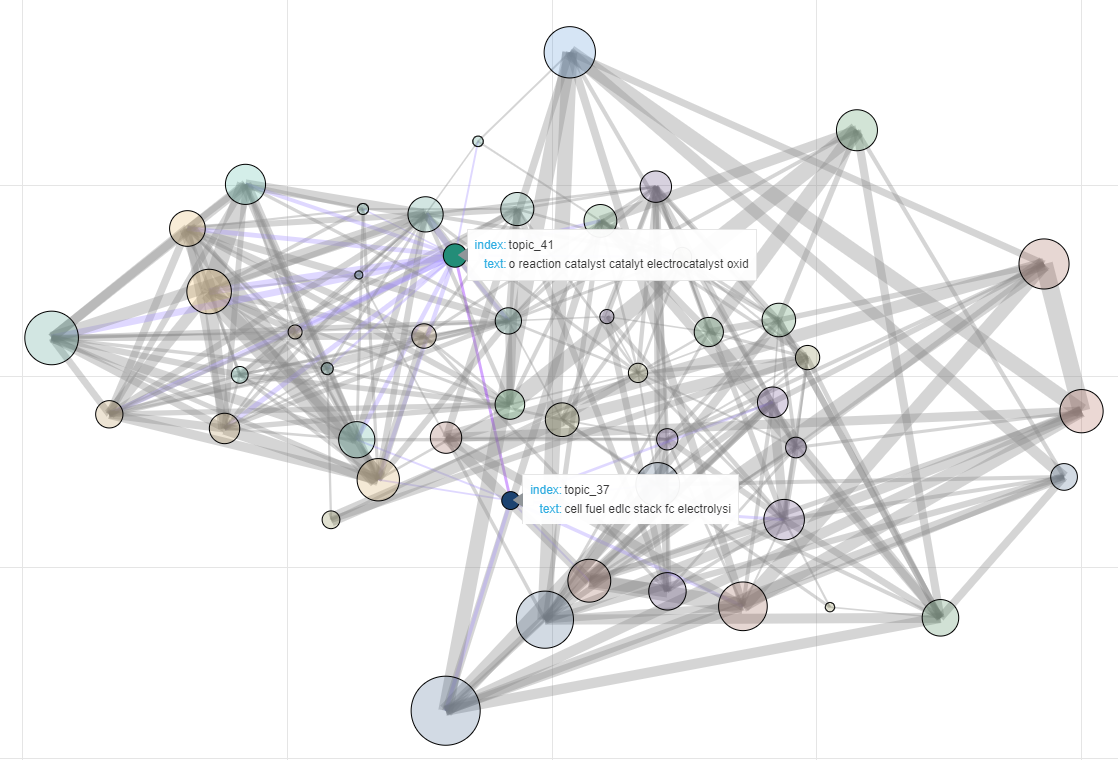 index: topic_41
text: o reaction catalyst catalyt electrocatalyst oxid
index: topic_37
text: cell fuel edlc stack fc electrolysi